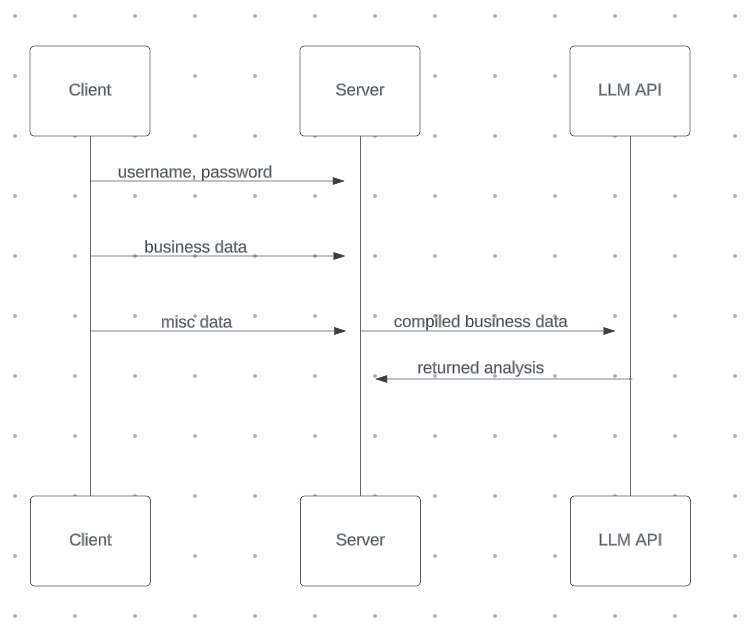 Client
Server
LLM API
username, password
business data
misc data
compiled business data
returned analysis
Client
Server
LLM API